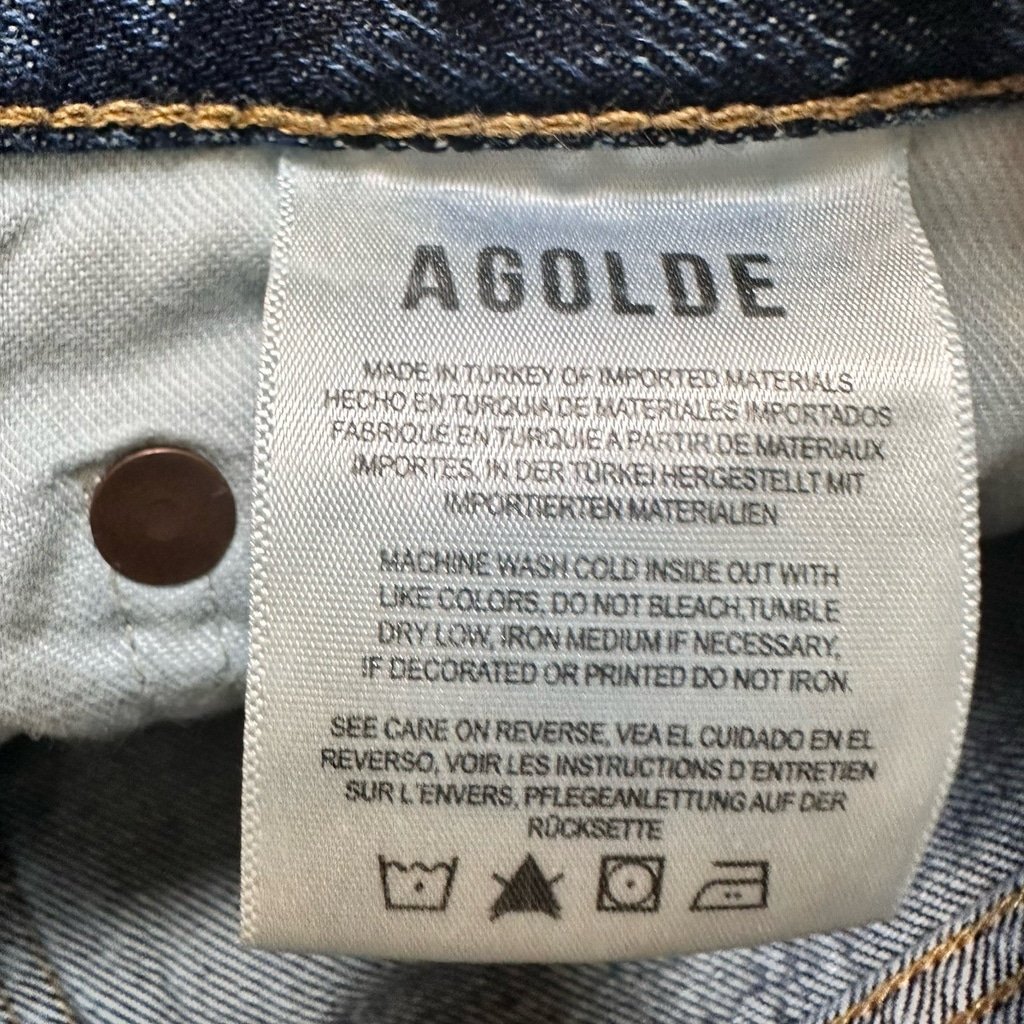 AGOLDE
MADE IN TURKEY OF IMPORTED MATERIALS
HECHO EN TURQUIA DE MATERIALES IMPORTADOS
FABRIQUE EN TURQUIE A PARTIR DE MATERIAUX
IMPORTES, IN DER TURKEI HERGESTELLT MIT
IMPORTIERTEN MATERIALIEN
MACHINE WASH COLD INSIDE OUT WITH
LIKE COLORS, DO NOT BLEACH,TUMBLE
DRY LOW, IRON MEDIUM IF NECESSARY,
IF DECORATED OR PRINTED DO NOT IRON.
SEE CARE ON REVERSE, VEA EL CUIDADO EN EL
REVERSO, VOIR LES INSTRUCTIONS D'ENTRETIEN
SUR L'ENVERS, PFLEGEANLETTUNG AUF DER
RÜCKSETTE